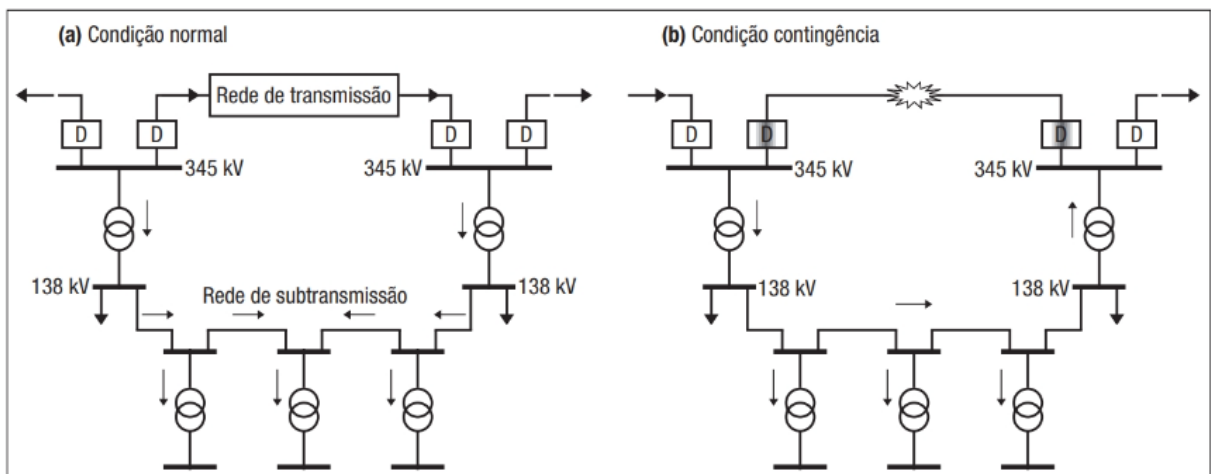 (a) Condição normal
Rede de transmissão
D D D D
345 kV 345 kV
138 kV 138 kV
Rede de subtransmissão
(b) Condição contingência
D D D D
345 kV 345 kV
138 kV 138 kV